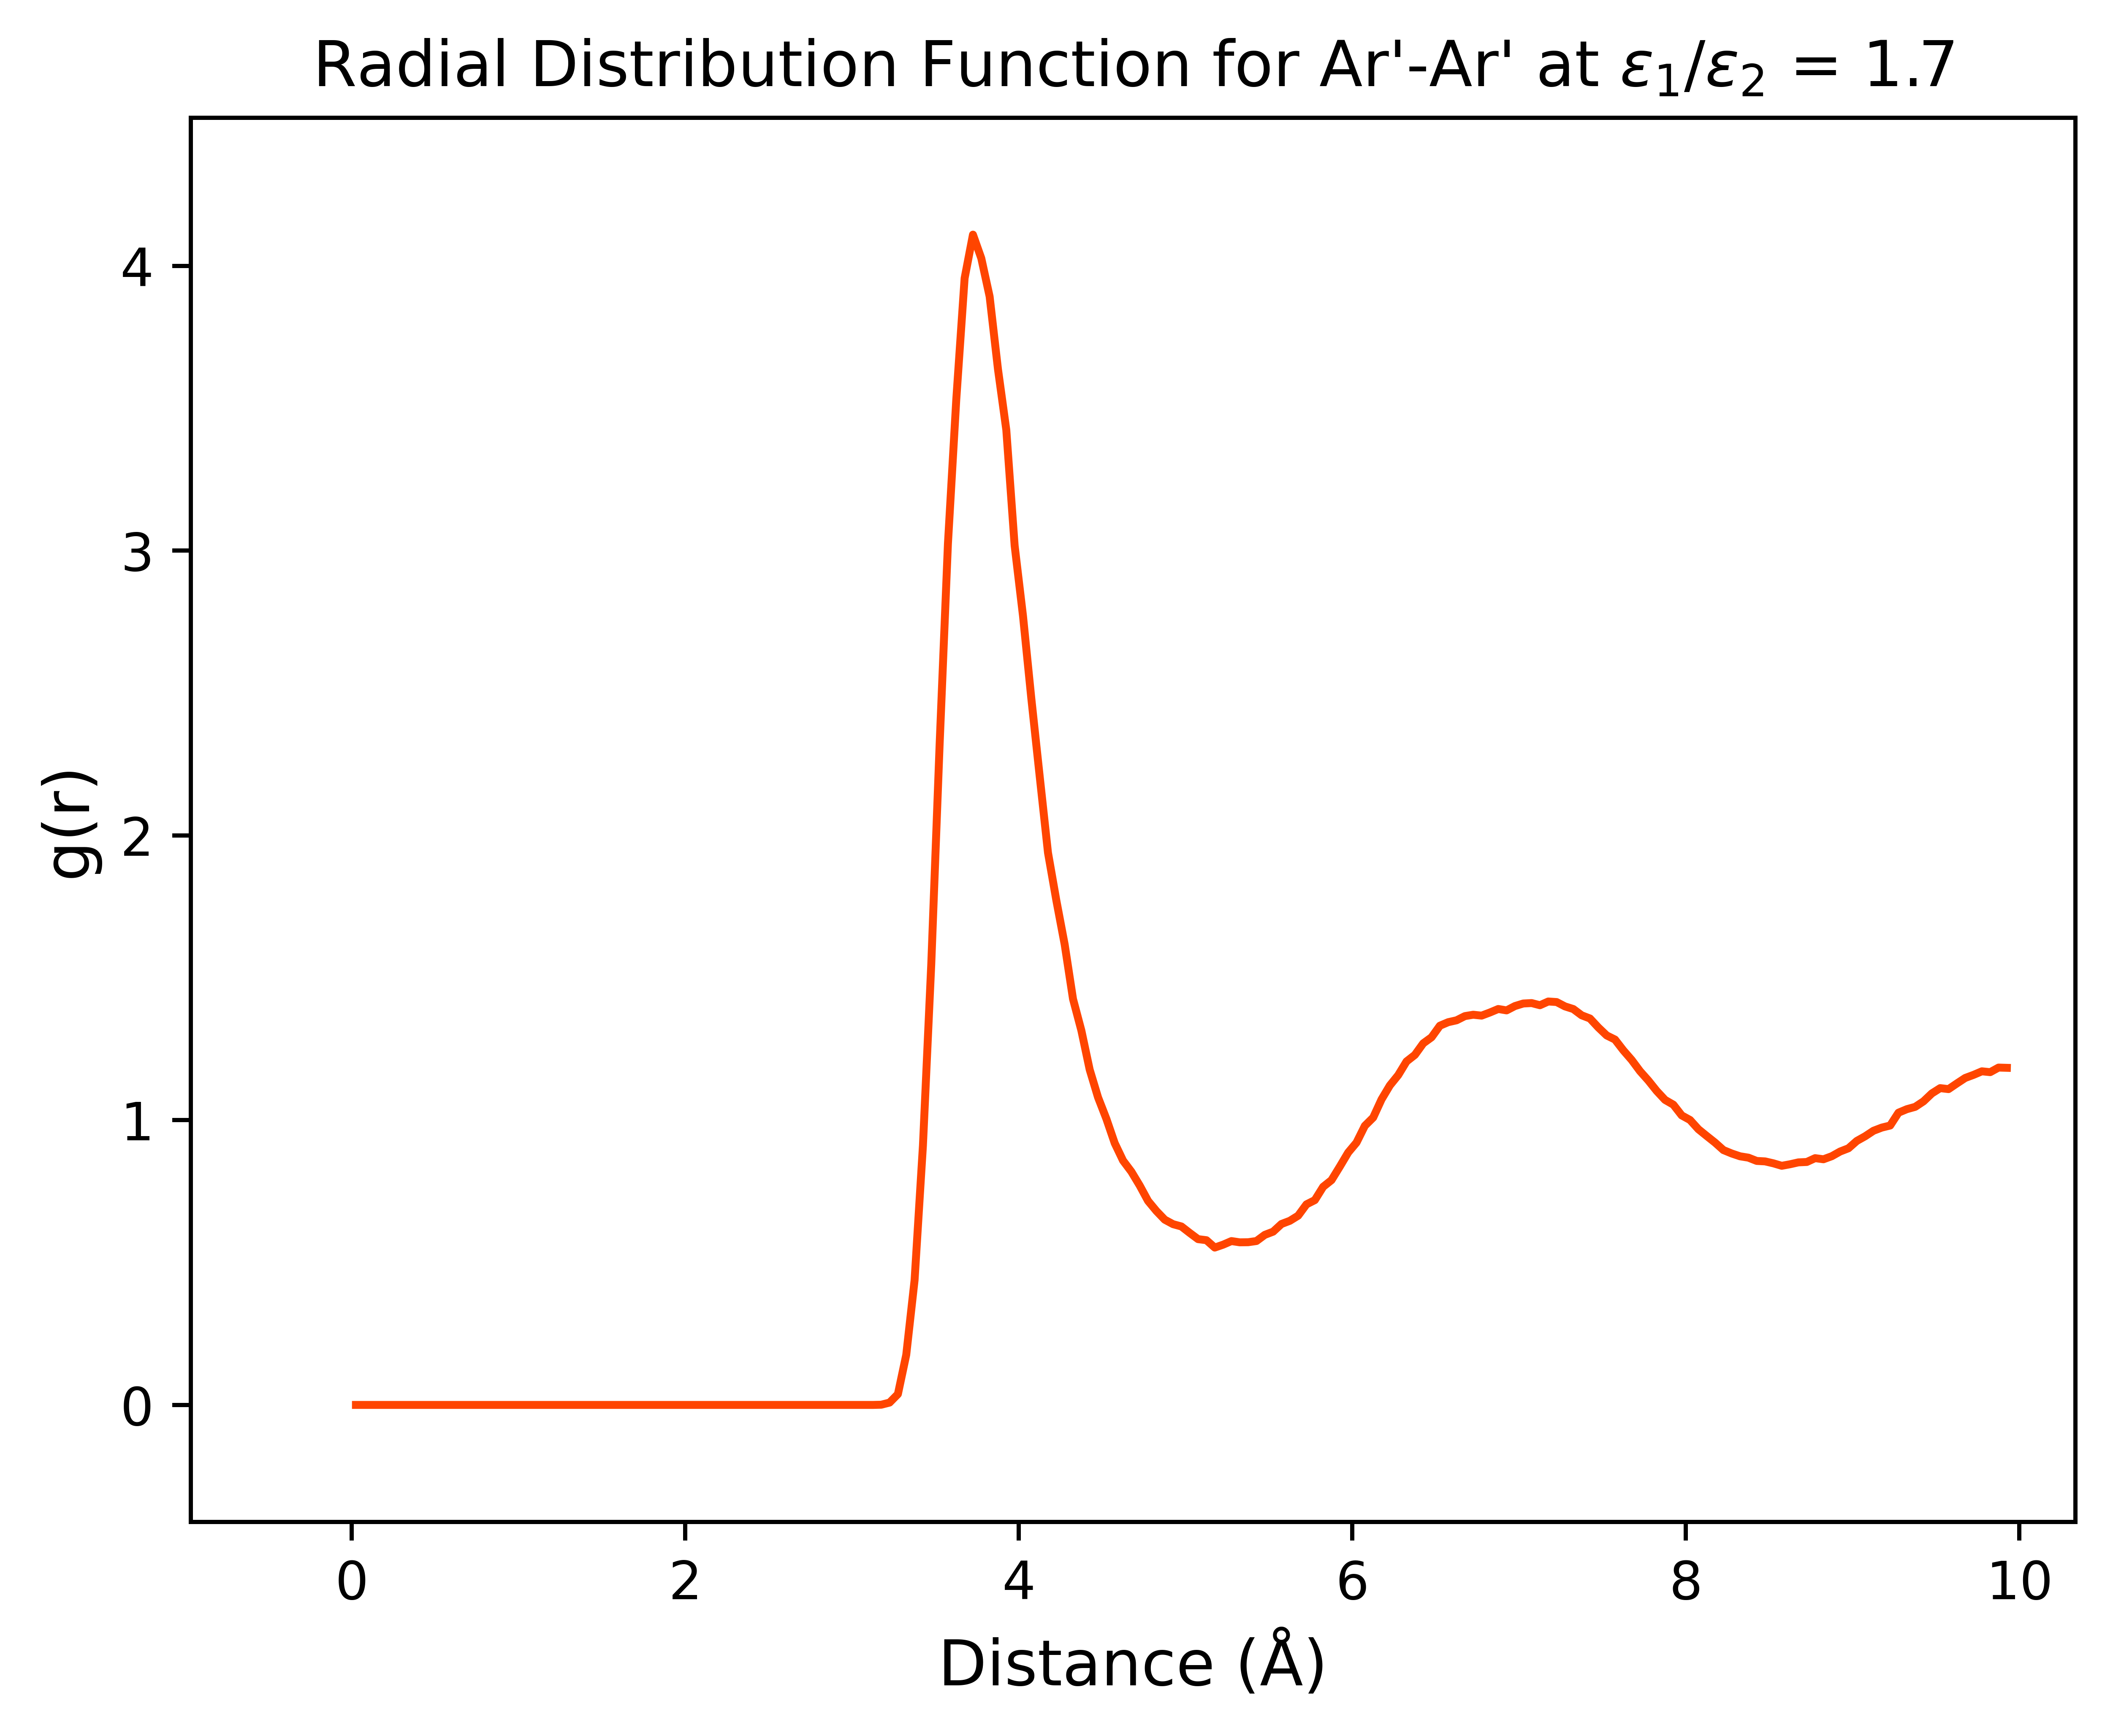 Radial Distribution Function for Ar'-Ar' at ε₁/ε₂ = 1.7
g(r)
4
3
2
1
0
0 2 4 6 8 10
Distance (Å)